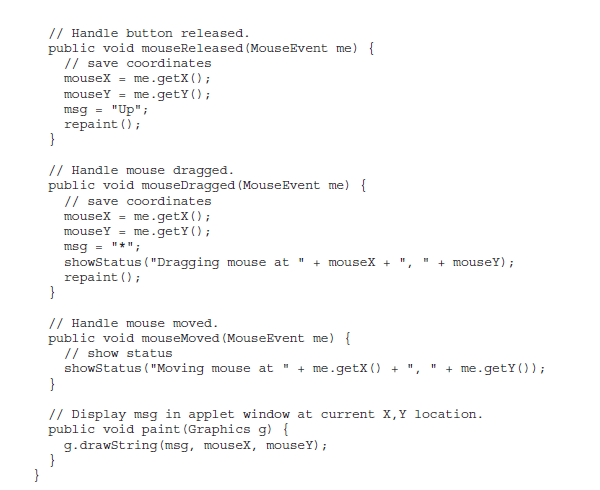 // Handle button released.
public void mouseReleased(MouseEvent me) {
// save coordinates
mouseX = me.getX();
mouseY = me.getY();
msg = "Up";
repaint();
}
// Handle mouse dragged.
public void mouseDragged(MouseEvent me) {
// save coordinates
mouseX = me.getX();
mouseY = me.getY();
msg = "*";
showStatus("Dragging mouse at " + mouseX + ", " + mouseY);
repaint();
}
// Handle mouse moved.
public void mouseMoved(MouseEvent me) {
// show status
showStatus("Moving mouse at " + me.getX() + ", " + me.getY());
}
// Display msg in applet window at current X,Y location.
public void paint(Graphics g) {
g.drawString(msg, mouseX, mouseY);
}
}